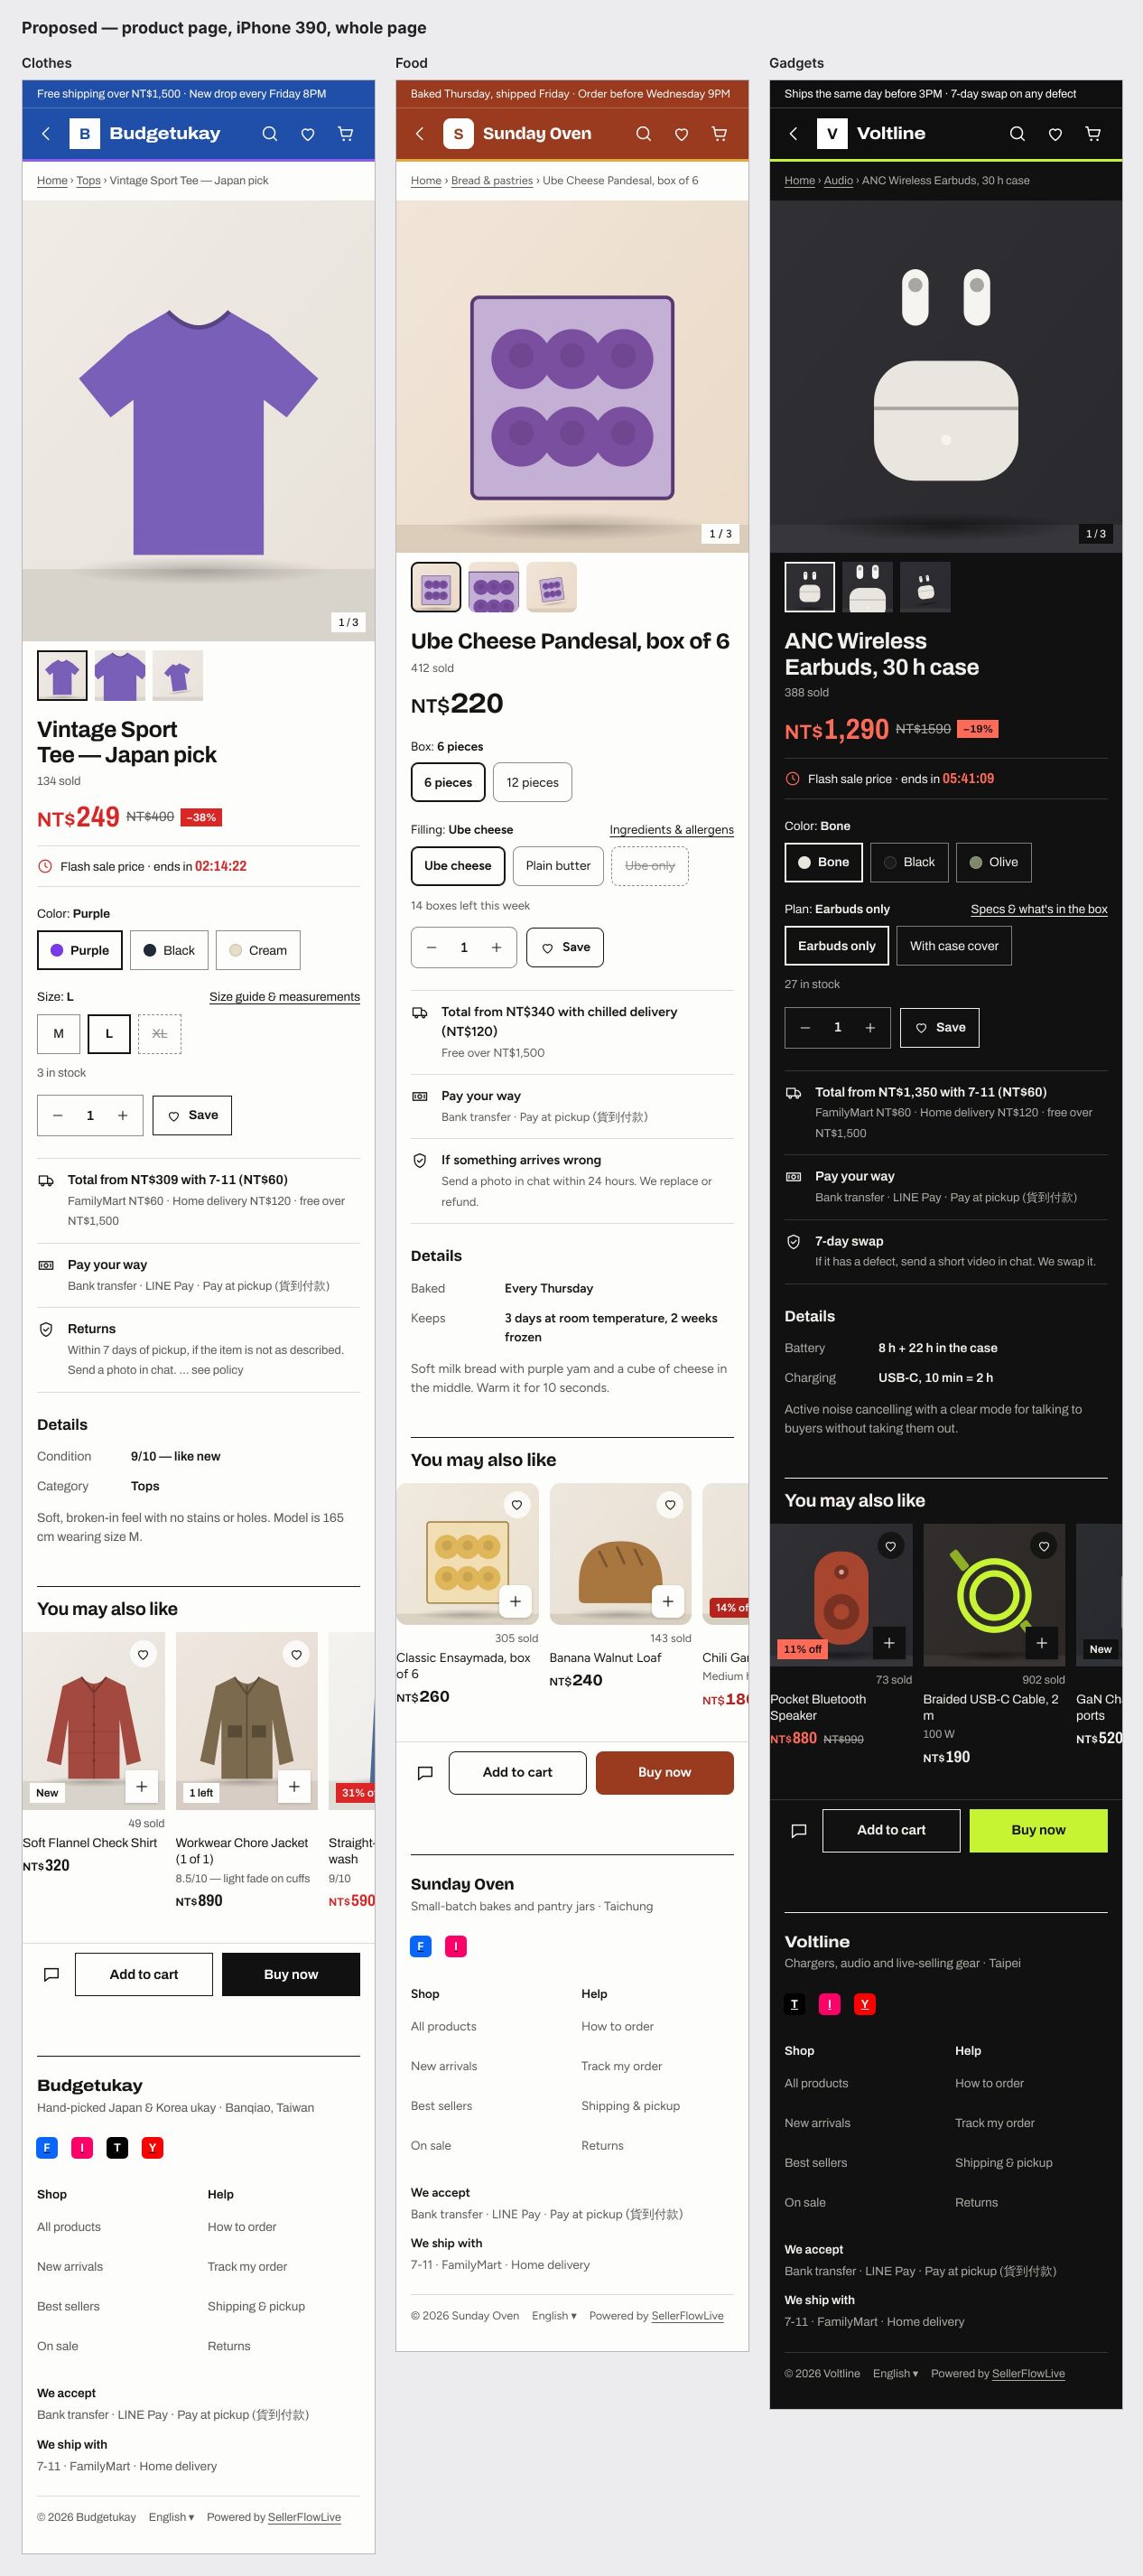 Proposed — product page, iPhone 390, whole page
Clothes
Free shipping over NT$1,500 · New drop every Friday 8PM
B Budgetukay
Home › Tops › Vintage Sport Tee — Japan pick
1 / 3
Vintage Sport
Tee — Japan pick
134 sold
NT$249 NT$400 −38%
Flash sale price · ends in 02:14:22
Color: Purple
Purple Black Cream
Size: L Size guide & measurements
M L XL
3 in stock
− 1 + Save
Total from NT$309 with 7-11 (NT$60)
FamilyMart NT$60 · Home delivery NT$120 · free over
NT$1,500
Pay your way
Bank transfer · LINE Pay · Pay at pickup (貨到付款)
Returns
Within 7 days of pickup, if the item is not as described.
Send a photo in chat. ... see policy
Details
Condition 9/10 — like new
Category Tops
Soft, broken-in feel with no stains or holes. Model is 165
cm wearing size M.
You may also like
New + 1 left + 31% o
49 sold
Soft Flannel Check Shirt
NT$320
Workwear Chore Jacket
(1 of 1)
8.5/10 — light fade on cuffs
NT$890
Straight-
wash
9/10
NT$590
Add to cart Buy now
Budgetukay
Hand-picked Japan & Korea ukay · Banqiao, Taiwan
F I T Y
Shop Help
All products How to order
New arrivals Track my order
Best sellers Shipping & pickup
On sale Returns
We accept
Bank transfer · LINE Pay · Pay at pickup (貨到付款)
We ship with
7-11 · FamilyMart · Home delivery
© 2026 Budgetukay English ▾ Powered by SellerFlowLive
Food
Baked Thursday, shipped Friday · Order before Wednesday 9PM
S Sunday Oven
Home › Bread & pastries › Ube Cheese Pandesal, box of 6
1 / 3
Ube Cheese Pandesal, box of 6
412 sold
NT$220
Box: 6 pieces
6 pieces 12 pieces
Filling: Ube cheese Ingredients & allergens
Ube cheese Plain butter Ube only
14 boxes left this week
− 1 + Save
Total from NT$340 with chilled delivery
(NT$120)
Free over NT$1,500
Pay your way
Bank transfer · Pay at pickup (貨到付款)
If something arrives wrong
Send a photo in chat within 24 hours. We replace or
refund.
Details
Baked Every Thursday
Keeps 3 days at room temperature, 2 weeks
frozen
Soft milk bread with purple yam and a cube of cheese in
the middle. Warm it for 10 seconds.
You may also like
+ + 14% of
305 sold 143 sold
Classic Ensaymada, box
of 6
NT$260
Banana Walnut Loaf
NT$240
Chili Gar
Medium h
NT$180
Add to cart Buy now
Sunday Oven
Small-batch bakes and pantry jars · Taichung
F I
Shop Help
All products How to order
New arrivals Track my order
Best sellers Shipping & pickup
On sale Returns
We accept
Bank transfer · LINE Pay · Pay at pickup (貨到付款)
We ship with
7-11 · FamilyMart · Home delivery
© 2026 Sunday Oven English ▾ Powered by SellerFlowLive
Gadgets
Ships the same day before 3PM · 7-day swap on any defect
V Voltline
Home › Audio › ANC Wireless Earbuds, 30 h case
1 / 3
ANC Wireless
Earbuds, 30 h case
388 sold
NT$1,290 NT$1590 −19%
Flash sale price · ends in 05:41:09
Color: Bone
Bone Black Olive
Plan: Earbuds only Specs & what's in the box
Earbuds only With case cover
27 in stock
− 1 + Save
Total from NT$1,350 with 7-11 (NT$60)
FamilyMart NT$60 · Home delivery NT$120 · free over
NT$1,500
Pay your way
Bank transfer · LINE Pay · Pay at pickup (貨到付款)
7-day swap
If it has a defect, send a short video in chat. We swap it.
Details
Battery 8 h + 22 h in the case
Charging USB-C, 10 min = 2 h
Active noise cancelling with a clear mode for talking to
buyers without taking them out.
You may also like
11% off + + New
73 sold 902 sold
Pocket Bluetooth
Speaker
NT$880 NT$990
Braided USB-C Cable, 2
m
100 W
NT$190
GaN Cha
ports
NT$520
Add to cart Buy now
Voltline
Chargers, audio and live-selling gear · Taipei
T I Y
Shop Help
All products How to order
New arrivals Track my order
Best sellers Shipping & pickup
On sale Returns
We accept
Bank transfer · LINE Pay · Pay at pickup (貨到付款)
We ship with
7-11 · FamilyMart · Home delivery
© 2026 Voltline English ▾ Powered by SellerFlowLive